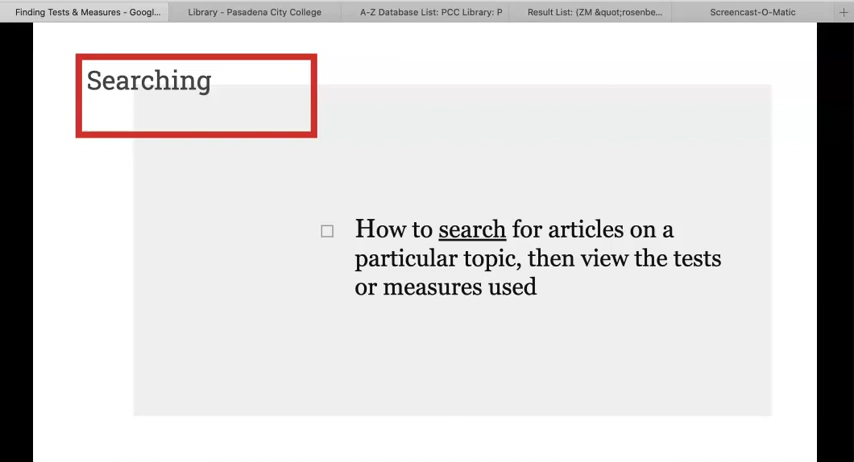 Finding Tests & Measures - Googl...
Library - Pasadena City College
A-Z Database List: PCC Library: P
Result List: (ZM &quot;rosenbe...
Screencast-O-Matic
Searching
How to search for articles on a
particular topic, then view the tests
or measures used